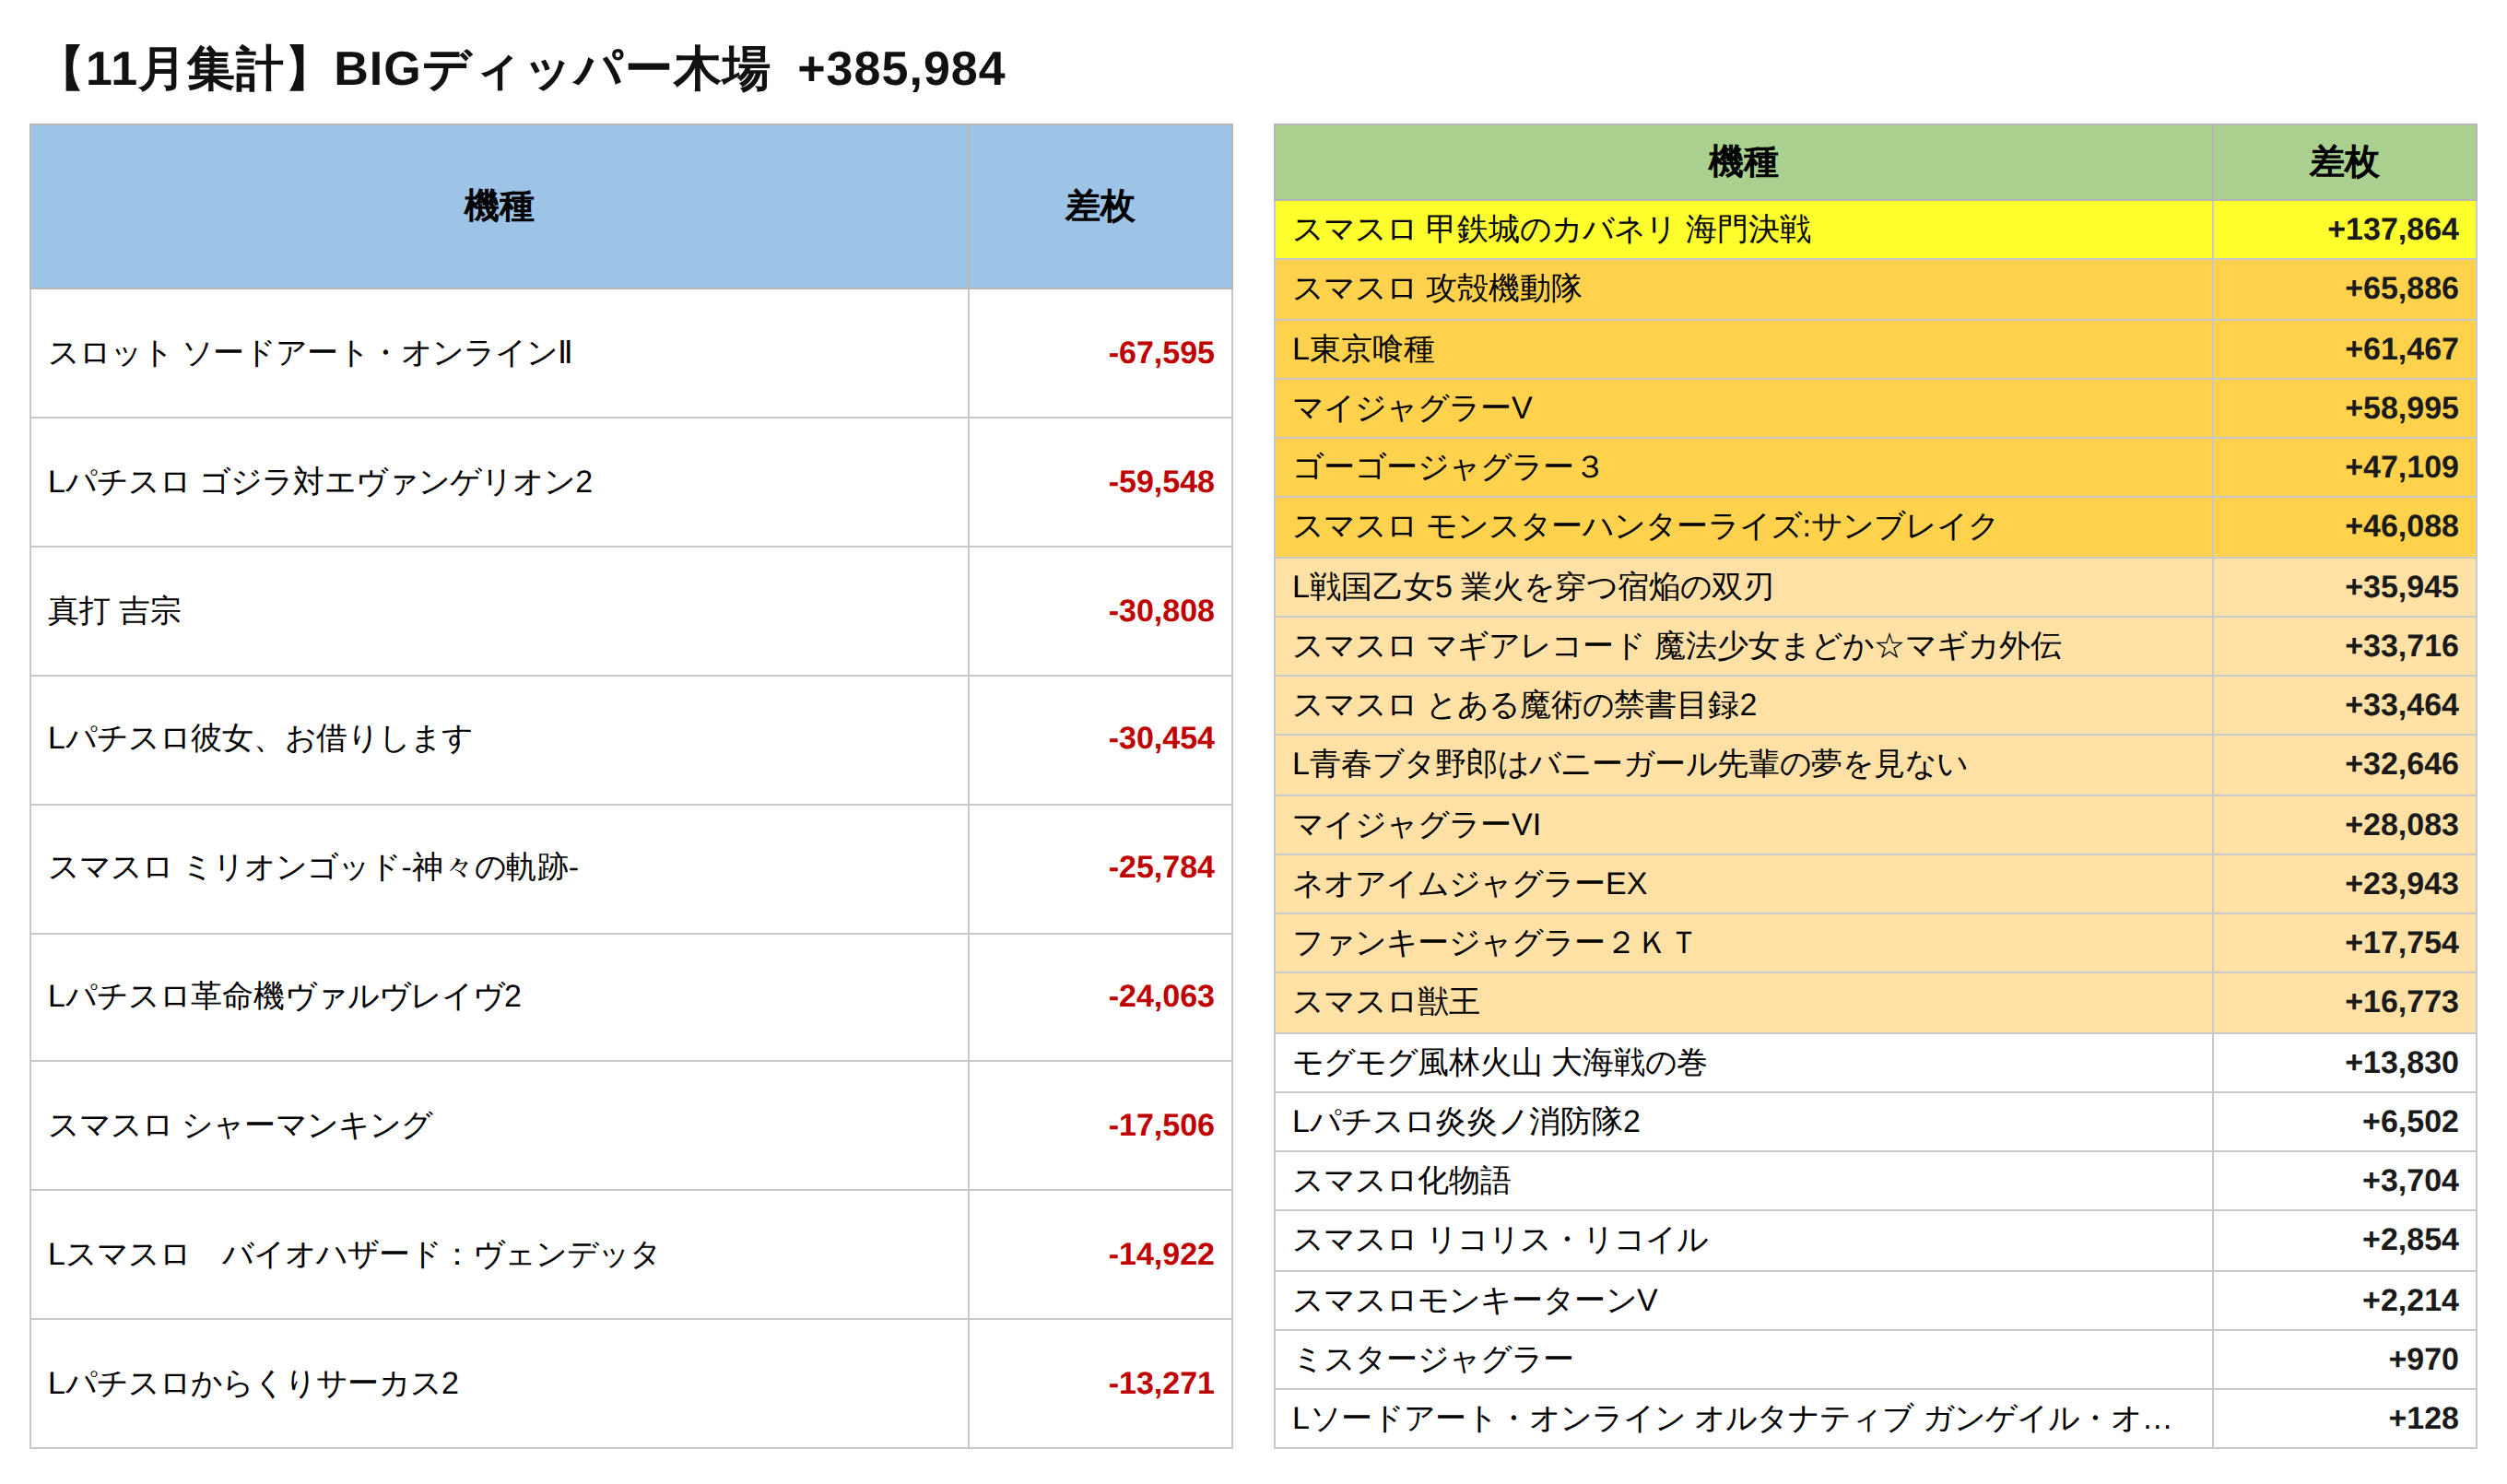 【11月集計】BIGディッパー木場 +385,984
機種 差枚
スロット ソードアート・オンラインⅡ -67,595
Lパチスロ ゴジラ対エヴァンゲリオン2 -59,548
真打 吉宗 -30,808
Lパチスロ彼女、お借りします -30,454
スマスロ ミリオンゴッド-神々の軌跡- -25,784
Lパチスロ革命機ヴァルヴレイヴ2 -24,063
スマスロ シャーマンキング -17,506
Lスマスロ　バイオハザード：ヴェンデッタ -14,922
Lパチスロからくりサーカス2 -13,271
機種 差枚
スマスロ 甲鉄城のカバネリ 海門決戦 +137,864
スマスロ 攻殻機動隊 +65,886
L東京喰種 +61,467
マイジャグラーV +58,995
ゴーゴージャグラー３ +47,109
スマスロ モンスターハンターライズ:サンブレイク +46,088
L戦国乙女5 業火を穿つ宿焔の双刃 +35,945
スマスロ マギアレコード 魔法少女まどか☆マギカ外伝 +33,716
スマスロ とある魔術の禁書目録2 +33,464
L青春ブタ野郎はバニーガール先輩の夢を見ない +32,646
マイジャグラーVI +28,083
ネオアイムジャグラーEX +23,943
ファンキージャグラー２ＫＴ +17,754
スマスロ獣王 +16,773
モグモグ風林火山 大海戦の巻 +13,830
Lパチスロ炎炎ノ消防隊2 +6,502
スマスロ化物語 +3,704
スマスロ リコリス・リコイル +2,854
スマスロモンキーターンV +2,214
ミスタージャグラー +970
Lソードアート・オンライン オルタナティブ ガンゲイル・オ… +128